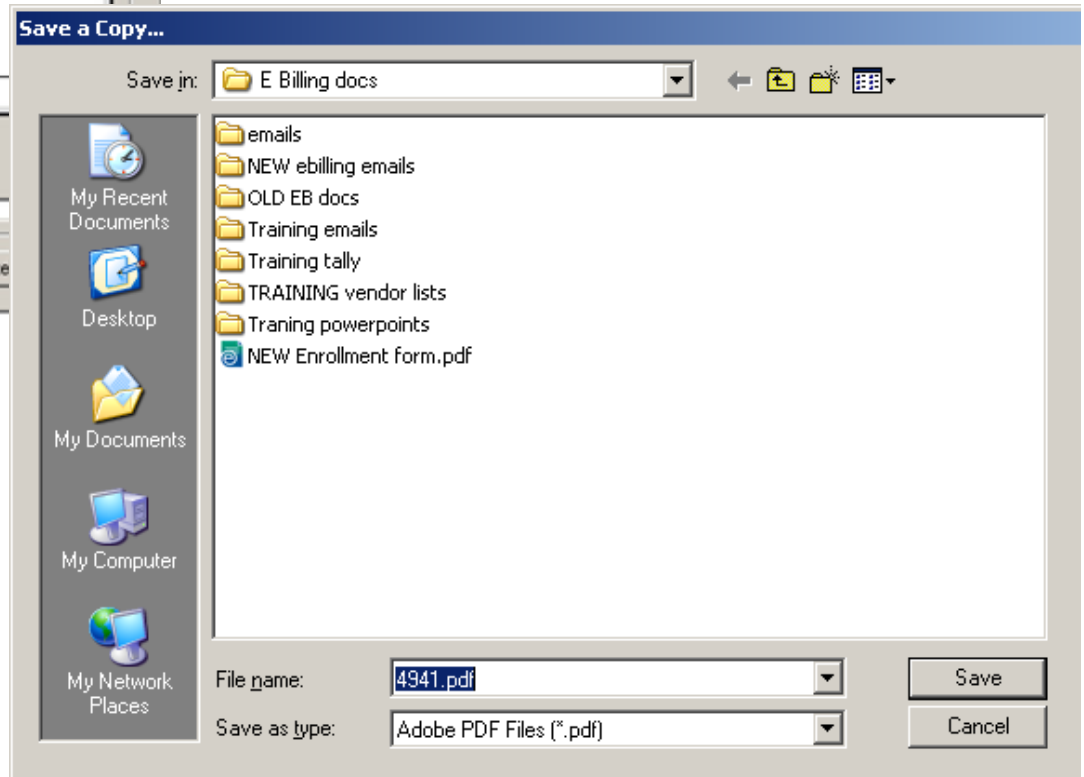 Save a Copy...
Save in:
E Billing docs
My Recent
Documents
Desktop
My Documents
My Computer
My Network
Places
emails
NEW ebilling emails
OLD EB docs
Training emails
Training tally
TRAINING vendor lists
Traning powerpoints
NEW Enrollment form.pdf
File name:
4941.pdf
Save
Save as type:
Adobe PDF Files (*.pdf)
Cancel